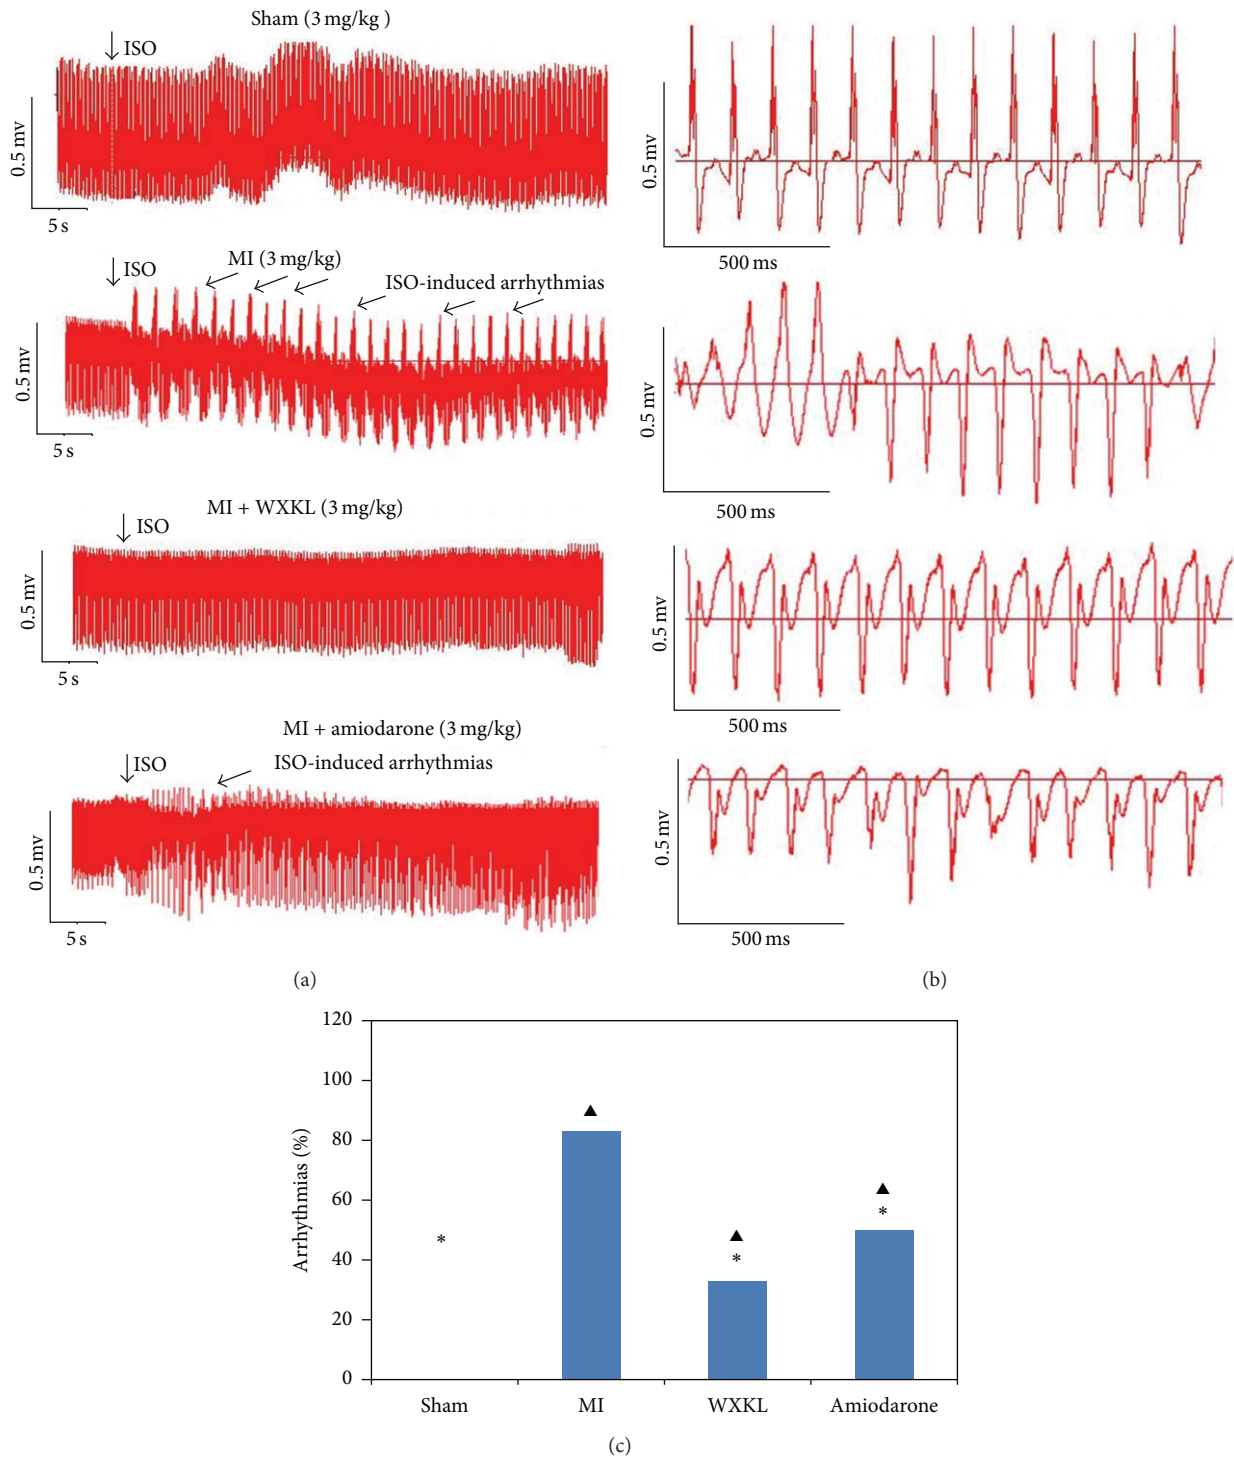 Sham (3 mg/kg )
ISO
0.5 mv
5 s
0.5 mv
500 ms
ISO
MI (3 mg/kg)
ISO-induced arrhythmias
0.5 mv
5 s
0.5 mv
500 ms
MI + WXKL (3 mg/kg)
ISO
0.5 mv
5 s
0.5 mv
500 ms
MI + amiodarone (3 mg/kg)
ISO
ISO-induced arrhythmias
0.5 mv
5 s
0.5 mv
500 ms
(a)
(b)
Arrhythmias (%)
120
100
80
60
40
20
0
▲
*
▲
*
▲
*
Sham
MI
WXKL
Amiodarone
(c)